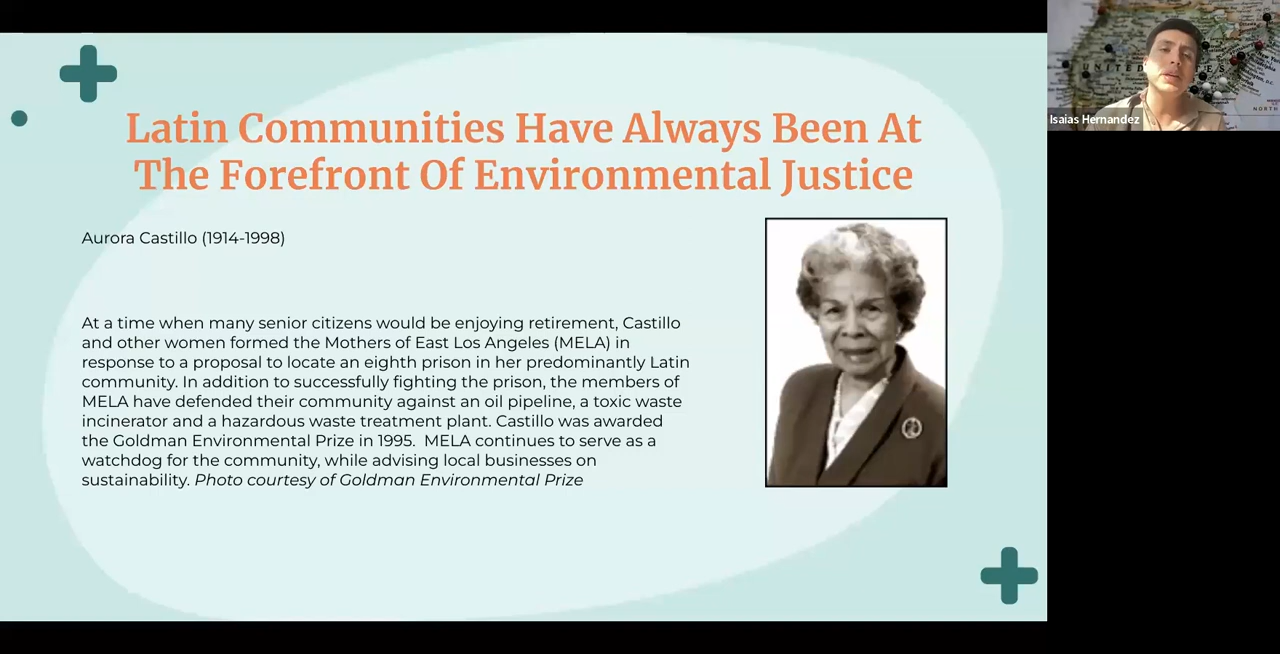 Latin Communities Have Always Been At
The Forefront Of Environmental Justice
Aurora Castillo (1914-1998)
At a time when many senior citizens would be enjoying retirement, Castillo
and other women formed the Mothers of East Los Angeles (MELA) in
response to a proposal to locate an eighth prison in her predominantly Latin
community. In addition to successfully fighting the prison, the members of
MELA have defended their community against an oil pipeline, a toxic waste
incinerator and a hazardous waste treatment plant. Castillo was awarded
the Goldman Environmental Prize in 1995.  MELA continues to serve as a
watchdog for the community, while advising local businesses on
sustainability. Photo courtesy of Goldman Environmental Prize
Isaias Hernandez